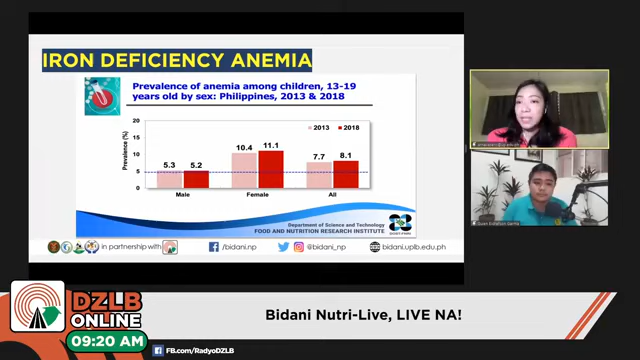 IRON DEFICIENCY ANEMIA
Prevalence of anemia among children, 13-19
years old by sex: Philippines, 2013 & 2018
2013
2018
Prevalence (%)
20
15
10
5
0
5.3
5.2
10.4
11.1
7.7
8.1
Male
Female
All
Department of Science and Technology
FOOD AND NUTRITION RESEARCH INSTITUTE
in partnership with
/bidani.np
@bidani_np
bidani.uplb.edu.ph
DZLB
ONLINE
09:20 AM
Bidani Nutri-Live, LIVE NA!
FB.com/RadyoDZLB